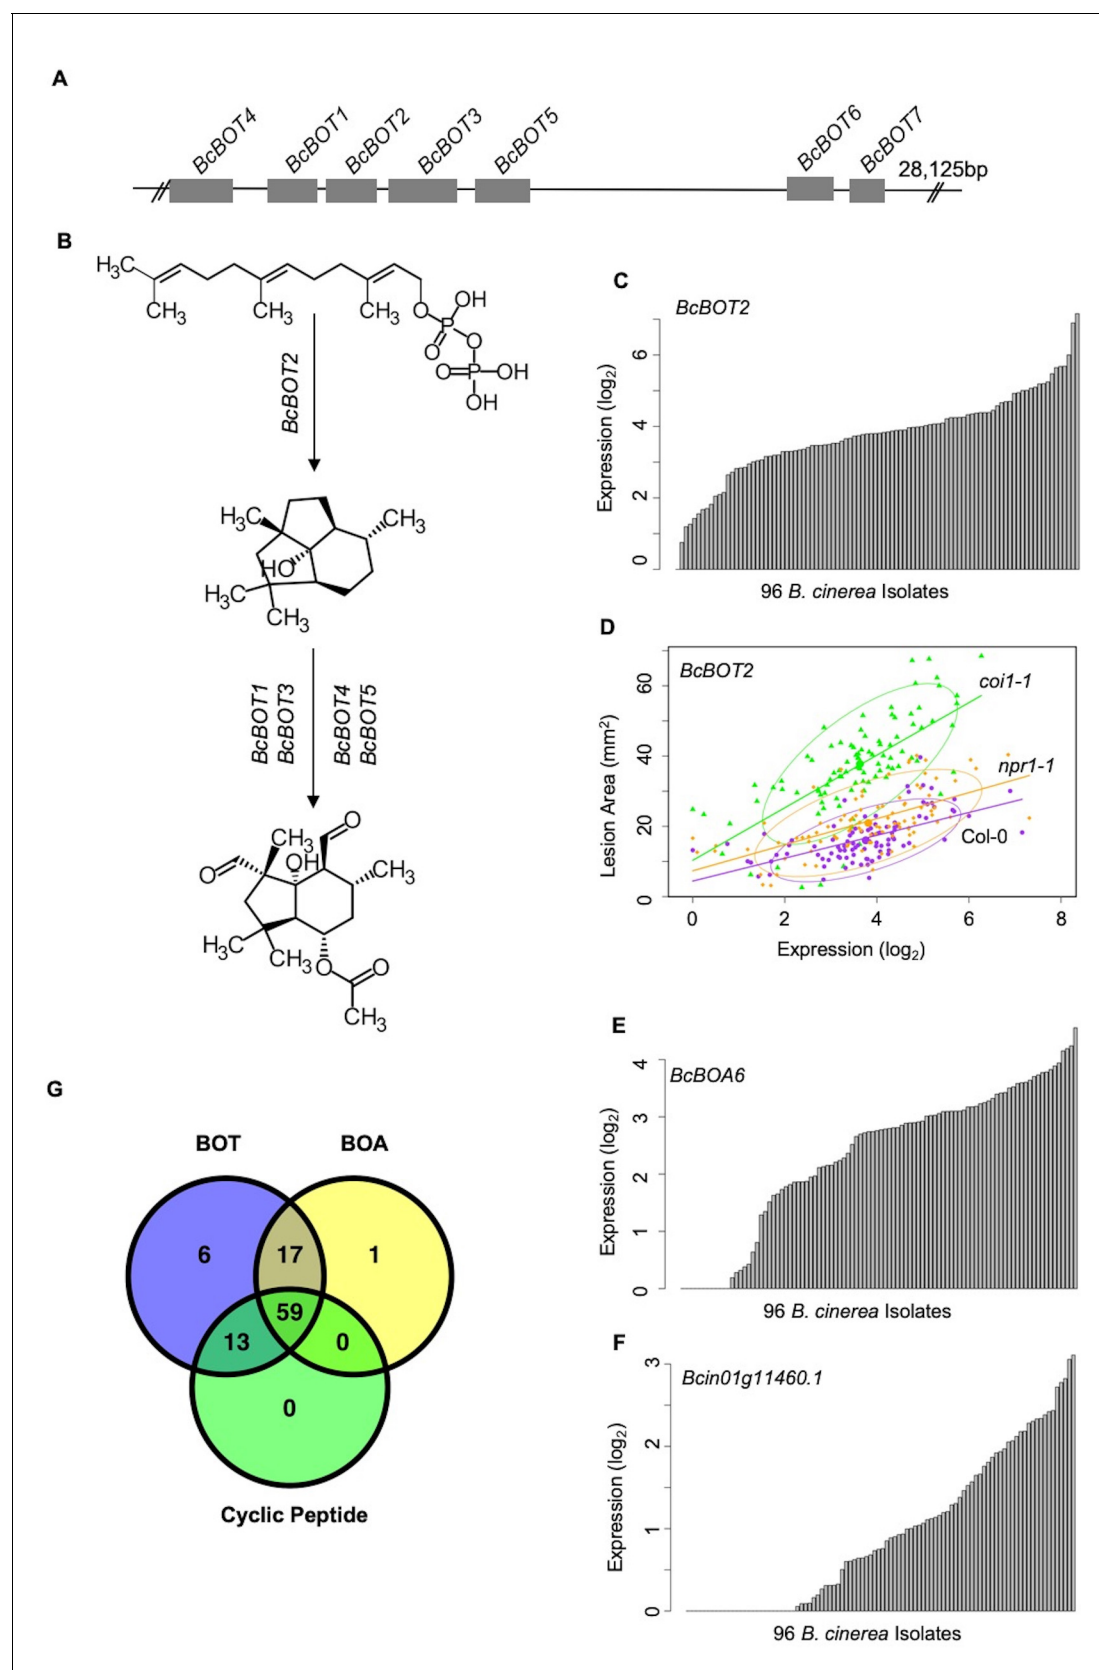 A
BcBOT4
BcBOT1
BcBOT2
BcBOT3
BcBOT5
BcBOT6
BcBOT7
28,125bp
B
H₃C
CH₃
CH₃
CH₃
O
P
OH
O
O
O
P
OH
OH
BcBOT2
H₃C
CH₃
HO
H₃C
CH₃
BcBOT1
BcBOT3
BcBOT4
BcBOT5
O
CH₃
OH
O
CH₃
H₃C
CH₃
O
O
CH₃
C
BcBOT2
Expression (log₂)
6
4
2
0
96 B. cinerea Isolates
D
BcBOT2
coi1-1
npr1-1
Col-0
Lesion Area (mm²)
60
40
20
0
0 2 4 6 8
Expression (log₂)
E
BcBOA6
Expression (log₂)
4
3
2
1
0
96 B. cinerea Isolates
F
Bcin01g11460.1
Expression (log₂)
3
2
1
0
96 B. cinerea Isolates
G
BOT BOA
6 17 1
59
13 0
0
Cyclic Peptide